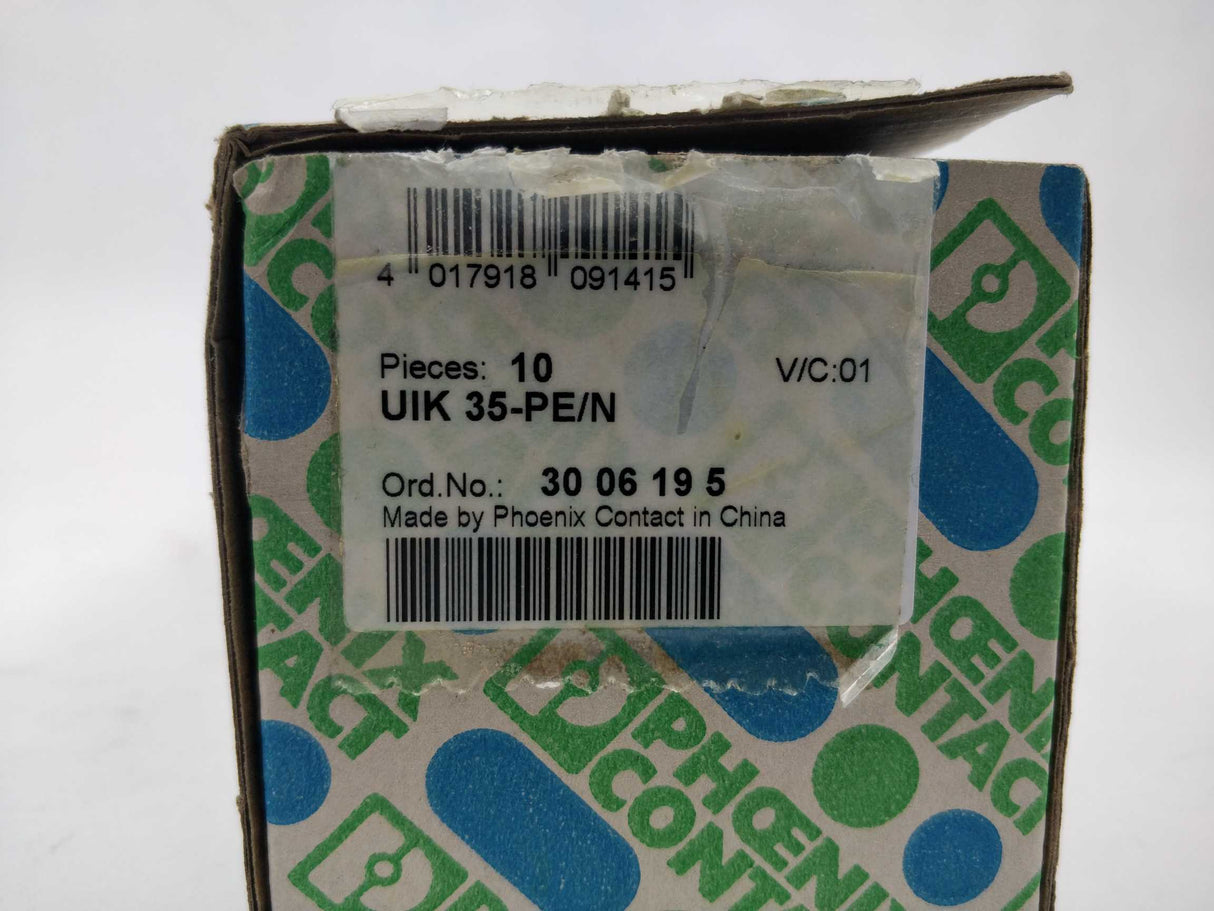 4 017918 091415
Pieces: 10 V/C:01
UIK 35-PE/N
Ord.No.: 30 06 19 5
Made by Phoenix Contact in China
PHŒNIX
CONTACT